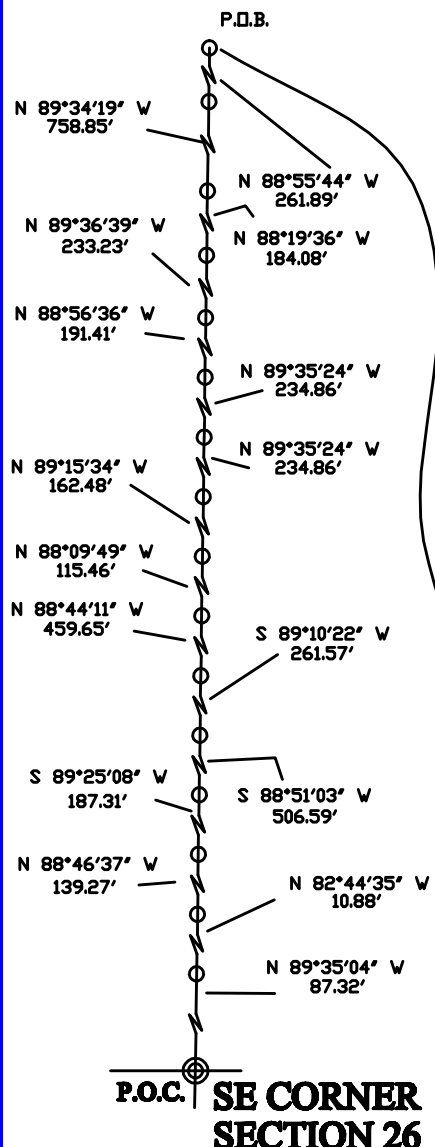 P.O.B.
N 89°34'19" W
758.85'
N 88°55'44" W
261.89'
N 89°36'39" W
233.23'
N 88°19'36" W
184.08'
N 88°56'36" W
191.41'
N 89°35'24" W
234.86'
N 89°35'24" W
234.86'
N 89°15'34" W
162.48'
N 88°09'49" W
115.46'
N 88°44'11" W
459.65'
S 89°10'22" W
261.57'
S 89°25'08" W
187.31'
S 88°51'03" W
506.59'
N 88°46'37" W
139.27'
N 82°44'35" W
10.88'
N 89°35'04" W
87.32'
P.O.C.
SE CORNER
SECTION 26